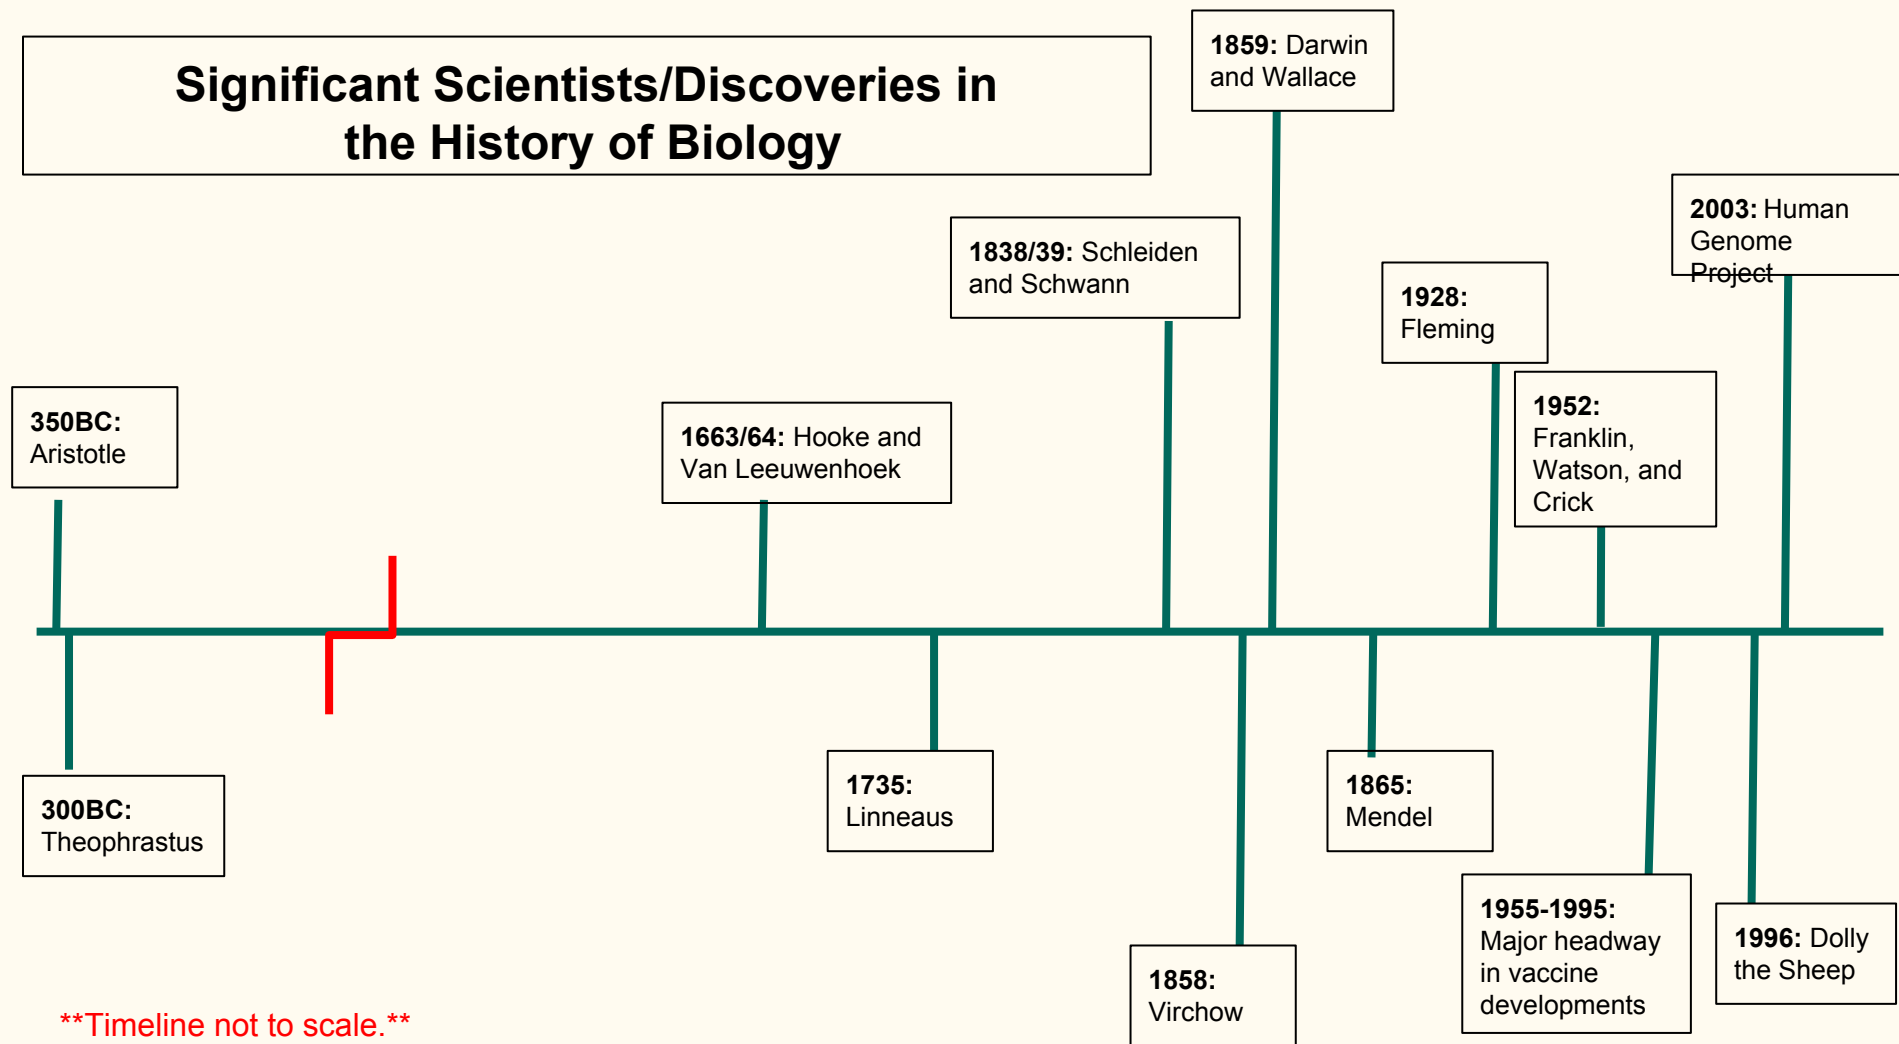 Significant Scientists/Discoveries in
the History of Biology
1859: Darwin
and Wallace
2003: Human
Genome
Project
1838/39: Schleiden
and Schwann
1928:
Fleming
1952:
Franklin,
Watson, and
Crick
350BC:
Aristotle
1663/64: Hooke and
Van Leeuwenhoek
300BC:
Theophrastus
1735:
Linneaus
1865:
Mendel
1858:
Virchow
1955-1995:
Major headway
in vaccine
developments
1996: Dolly
the Sheep
**Timeline not to scale.**